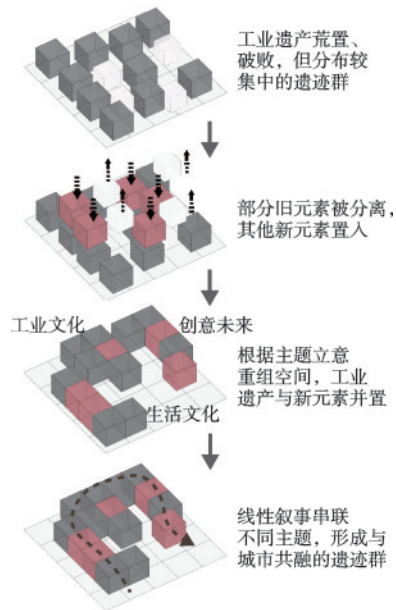 工业遗产荒置、
破败，但分布较
集中的遗迹群
部分旧元素被分离，
其他新元素置入
工业文化
创意未来
生活文化
根据主题立意
重组空间，工业
遗产与新元素并置
线性叙事串联
不同主题，形成与
城市共融的遗迹群